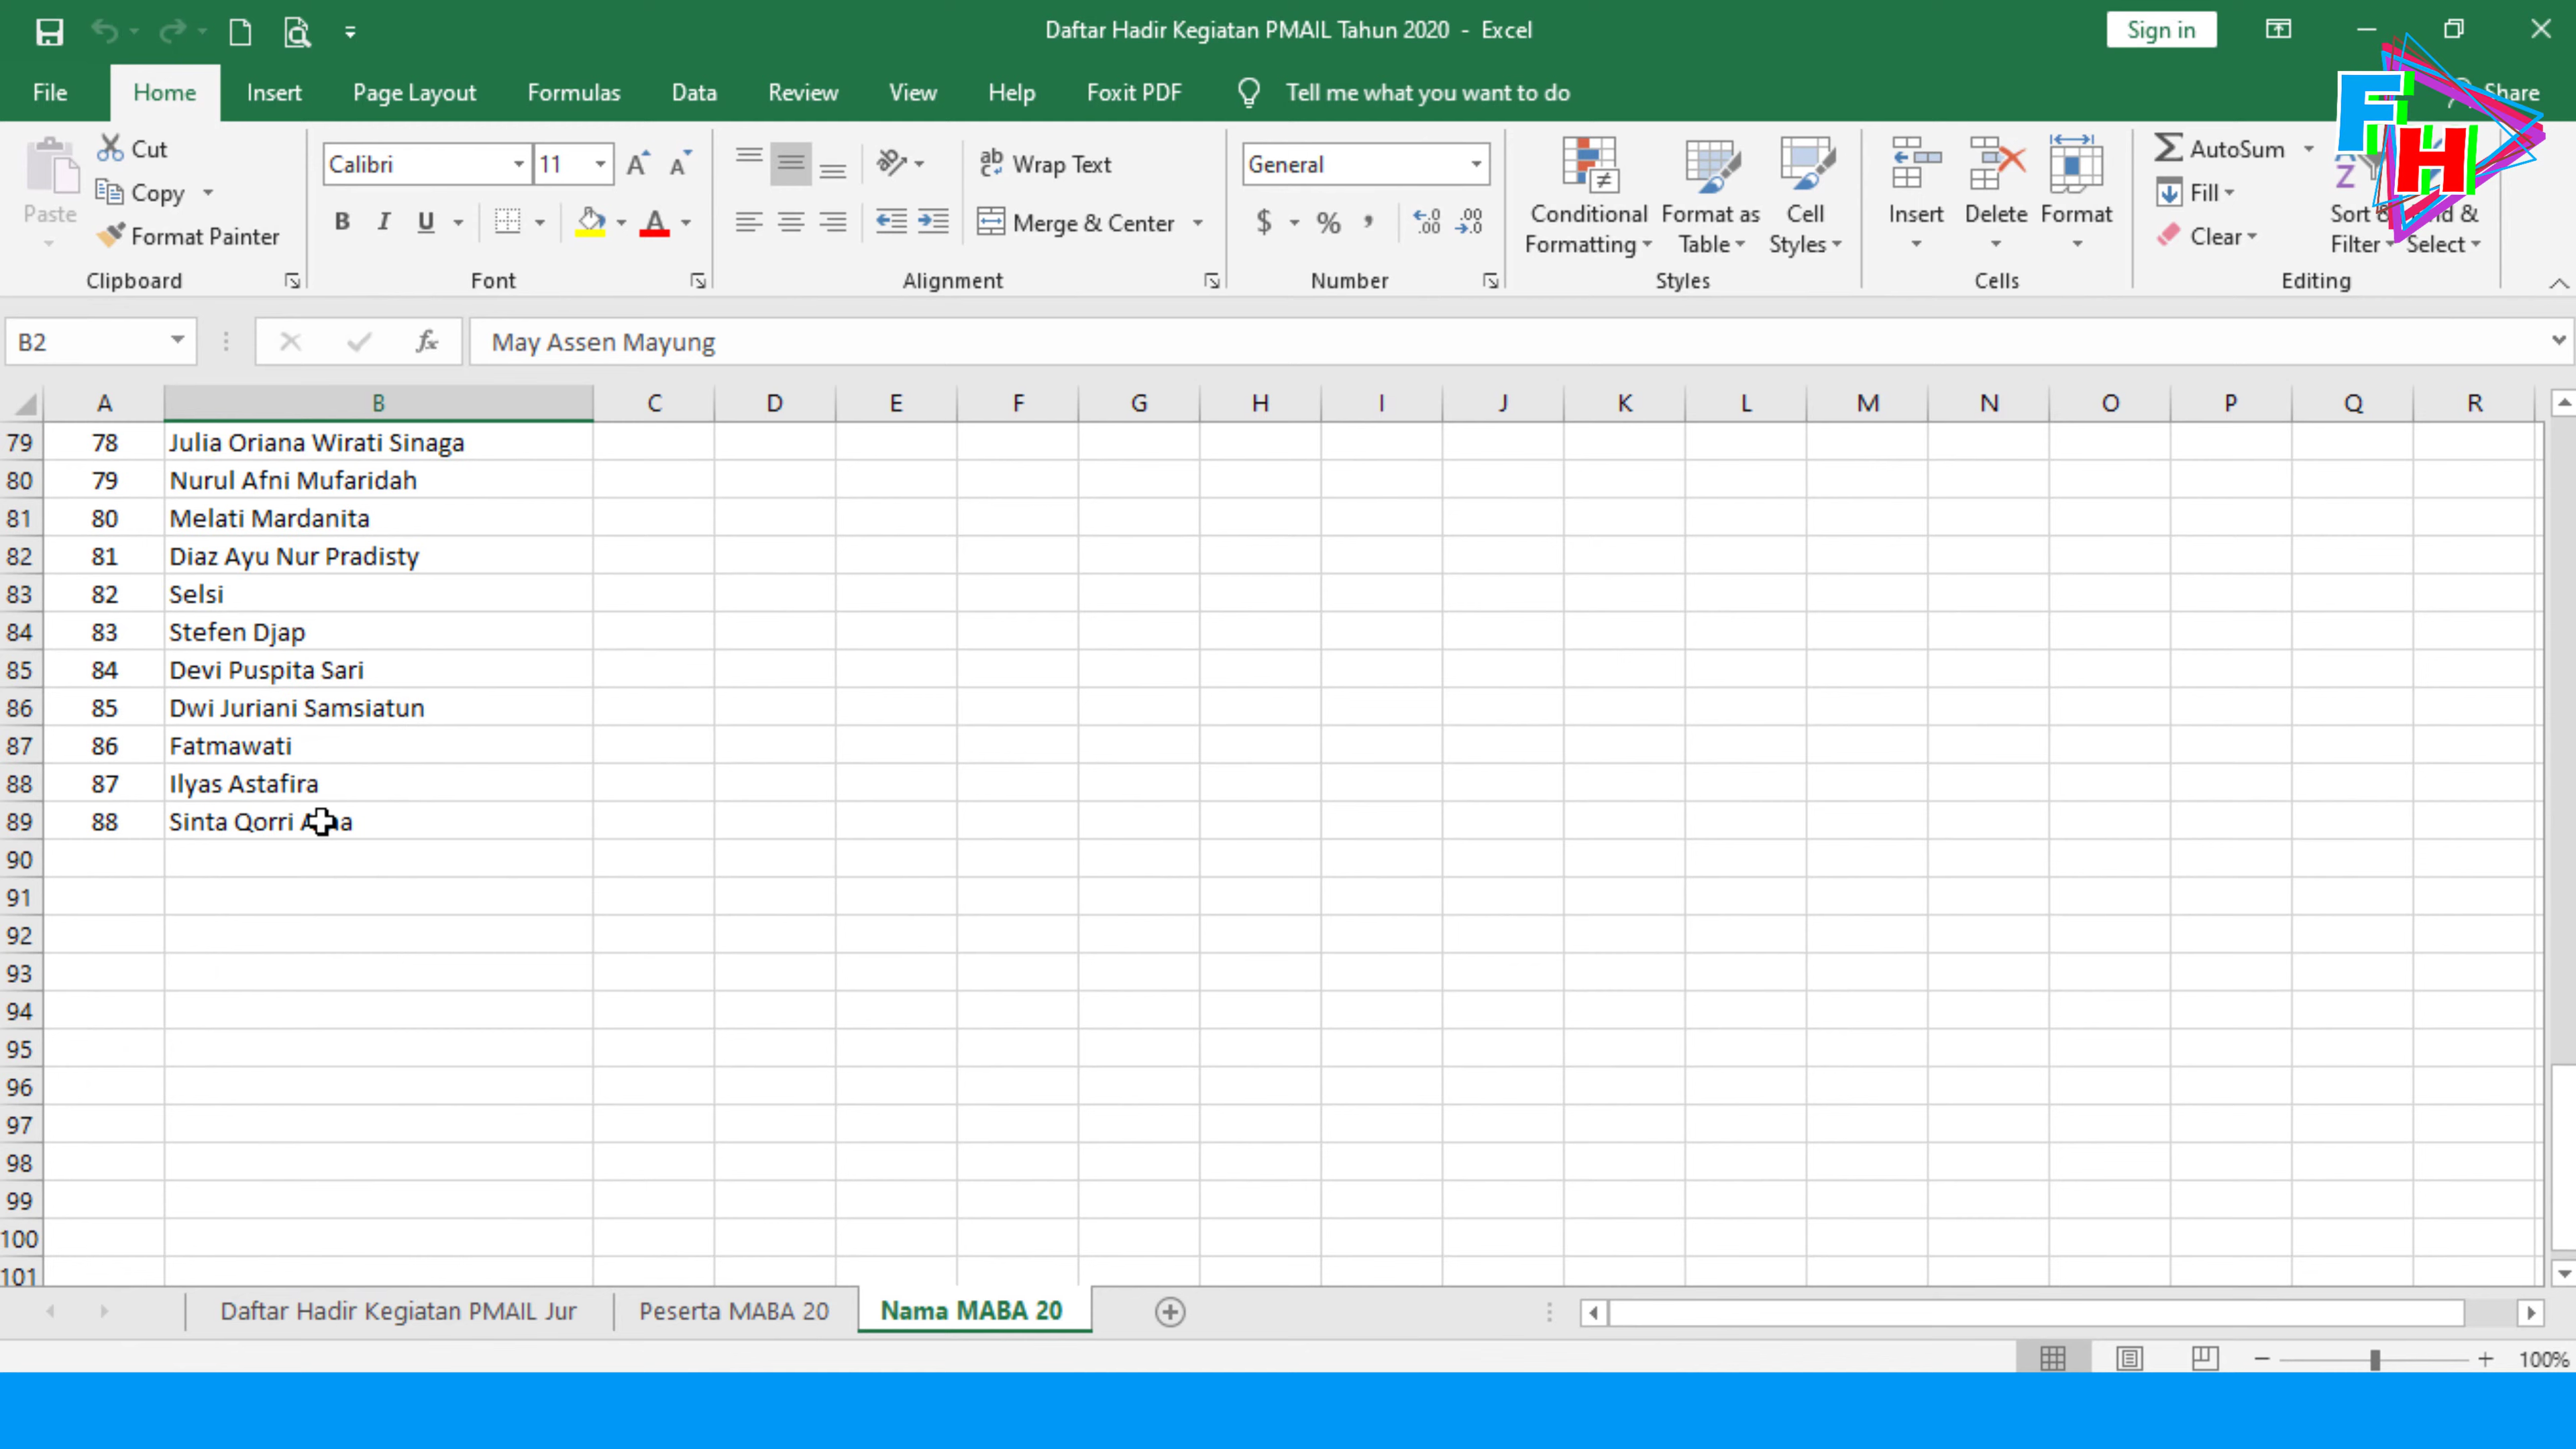 Daftar Hadir Kegiatan PMAIL Tahun 2020 - Excel
Sign in
File Home Insert Page Layout Formulas Data Review View Help Foxit PDF Tell me what you want to do Share
FH
Paste
Cut
Copy
Format Painter
Clipboard
Calibri 11
B I U A
Font
Wrap Text
Merge & Center
Alignment
General
$ %
Number
Conditional Formatting
Format as Table
Cell Styles
Styles
Insert
Delete
Format
Cells
AutoSum
Fill
Clear
Filter
Select
Editing
B2 fx May Assen Mayung
A B C D E F G H I J K L M N O P Q R
79 78 Julia Oriana Wirati Sinaga
80 79 Nurul Afni Mufaridah
81 80 Melati Mardanita
82 81 Diaz Ayu Nur Pradisty
83 82 Selsi
84 83 Stefen Djap
85 84 Devi Puspita Sari
86 85 Dwi Juriani Samsiatun
87 86 Fatmawati
88 87 Ilyas Astafira
89 88 Sinta Qorri
90
91
92
93
94
95
96
97
98
99
100
101
Daftar Hadir Kegiatan PMAIL Jur Peserta MABA 20 Nama MABA 20
100%